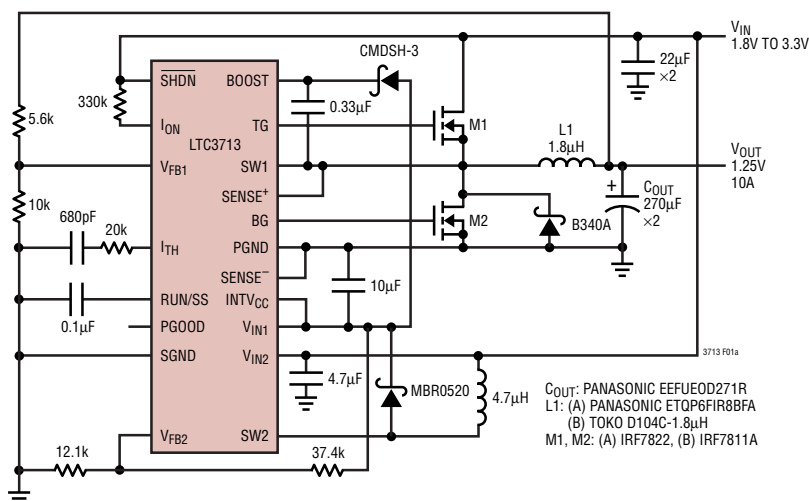 CMDSH-3
V_IN
1.8V TO 3.3V
22µF
×2
SHDN
BOOST
330k
0.33µF
5.6k
I_ON
TG
M1
L1
1.8µH
LTC3713
V_FB1
SW1
V_OUT
1.25V
10A
SENSE⁺
10k
BG
M2
+
C_OUT
270µF
×2
680pF
20k
B340A
I_TH
PGND
SENSE⁻
10µF
RUN/SS
INTV_CC
0.1µF
PGOOD
V_IN1
SGND
V_IN2
3713 F01a
4.7µF
MBR0520
4.7µH
C_OUT: PANASONIC EEFUEOD271R
L1: (A) PANASONIC ETQP6FIR8BFA
(B) TOKO D104C-1.8µH
M1, M2: (A) IRF7822, (B) IRF7811A
V_FB2
SW2
12.1k
37.4k